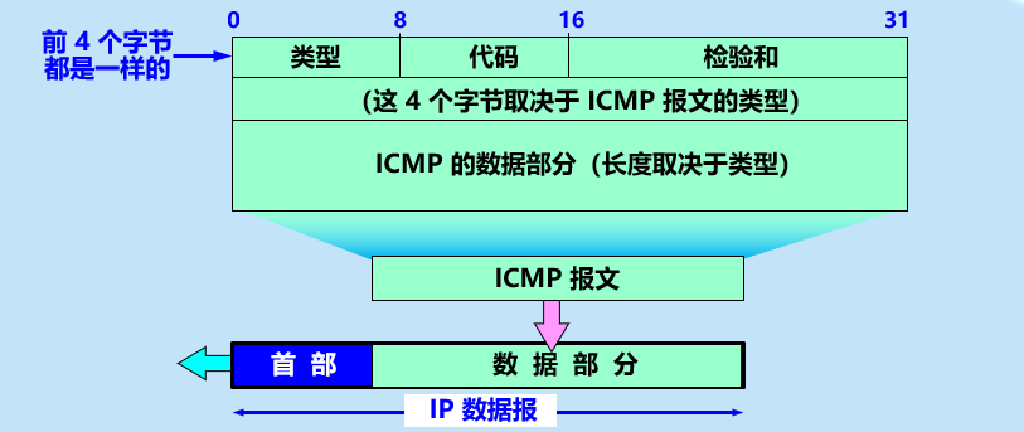 0 8 16 31
前 4 个字节
都是一样的
类型 代码 检验和
(这 4 个字节取决于 ICMP 报文的类型)
ICMP 的数据部分（长度取决于类型）
ICMP 报文
首 部 数 据 部 分
IP 数据报